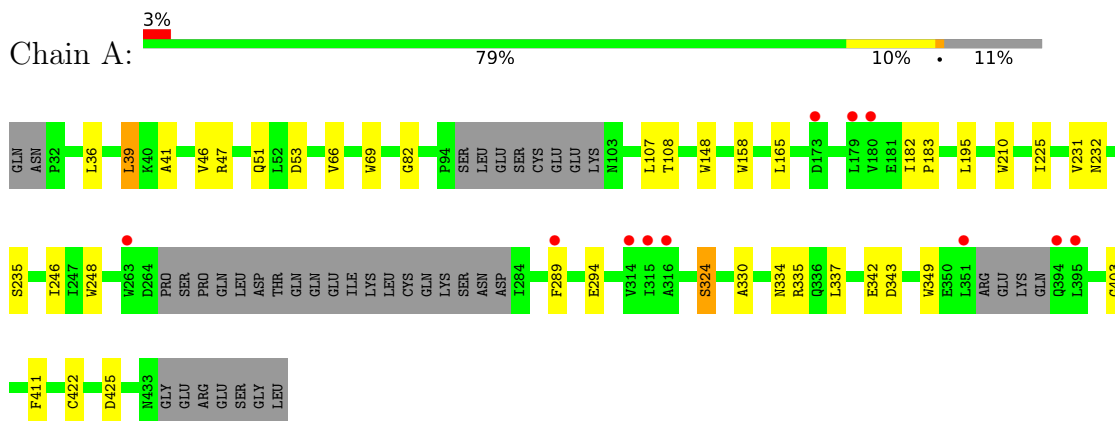 3%
Chain A:
79% 10% • 11%
GLN ASN P32 L36 L39 K40 A41 V46 R47 Q51 L52 D53 V66 W69 G82 P94 SER LEU GLU SER CYS GLU GLU LYS N103 L107 T108 W148 W158 L165 D173 L179 V180 E181 I182 P183 L195 W210 I225 V231 N232
S235 I246 I247 W248 W263 D264 PRO SER PRO GLN LEU ASP THR GLN GLN GLU ILE LYS LEU CYS GLN LYS SER ASN ASP I284 F289 E294 V314 I315 A316 S324 A330 N334 R335 Q336 L337 E342 D343 W349 E350 L351 ARG GLU LYS GLN Q394 L395
F411 C422 D425 N433 GLY GLU ARG GLU SER GLY LEU